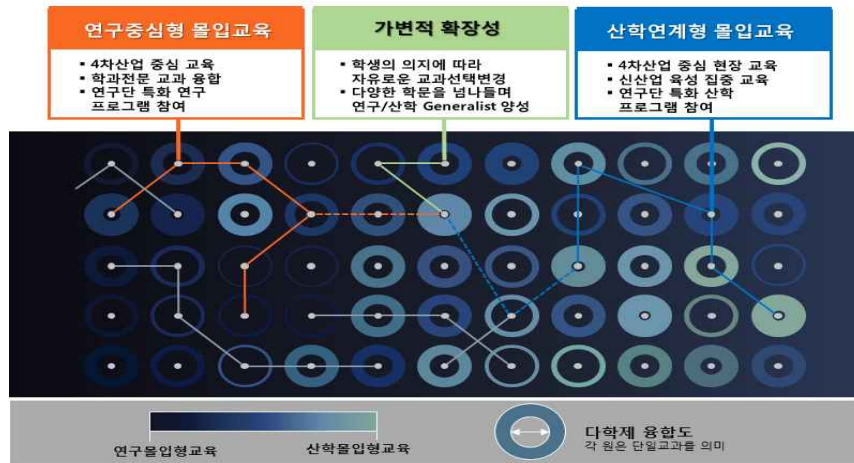 연구중심형 몰입교육
▪ 4차산업 중심 교육
▪ 학과전문 교과 융합
▪ 연구단 특화 연구
프로그램 참여
가변적 확장성
▪ 학생의 의지에 따라
자유로운 교과선택변경
▪ 다양한 학문을 넘나들며
연구/산학 Generalist 양성
산학연계형 몰입교육
▪ 4차산업 중심 현장 교육
▪ 신산업 육성 집중 교육
▪ 연구단 특화 산학
프로그램 참여
연구몰입형교육
산학몰입형교육
다학제 융합도
각 원은 단일교과를 의미